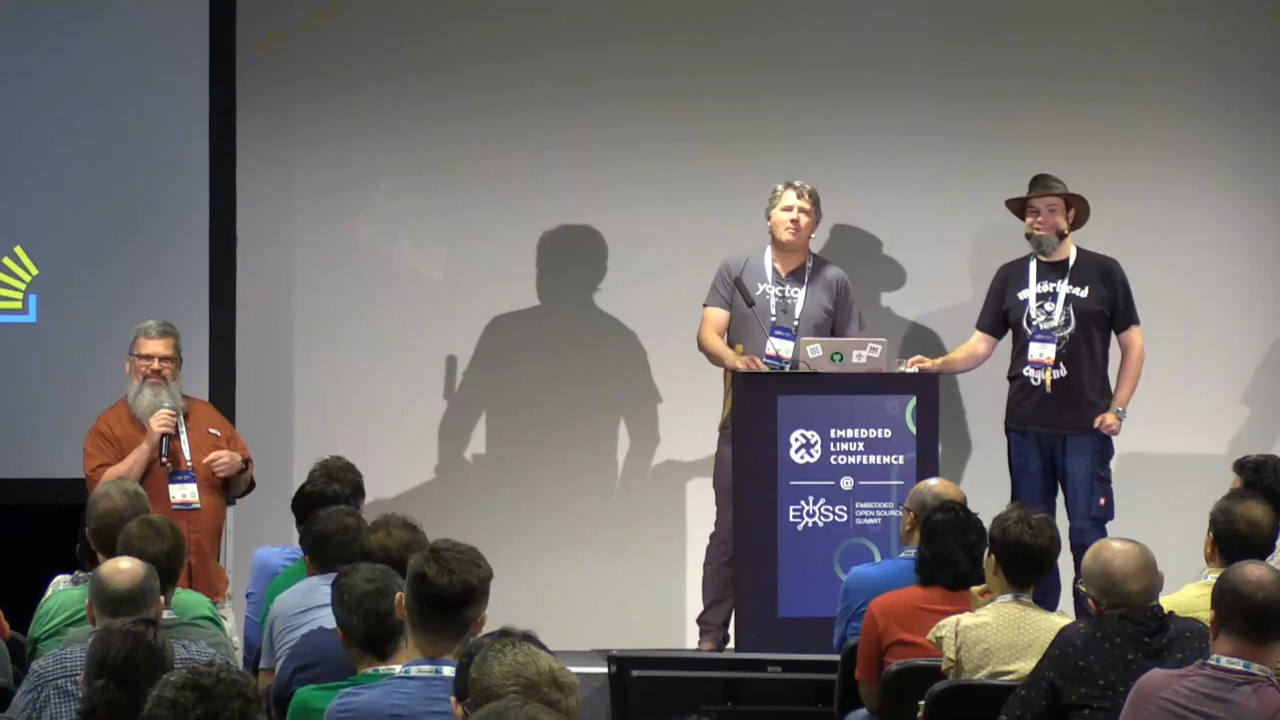 yocto
motörhead
england
EMBEDDED
LINUX
CONFERENCE
@
EOSS
EMBEDDED
OPEN SOURCE
SUMMIT